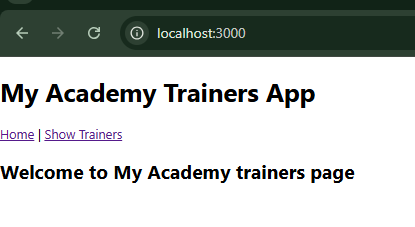 localhost:3000
My Academy Trainers App
Home | Show Trainers
Welcome to My Academy trainers page